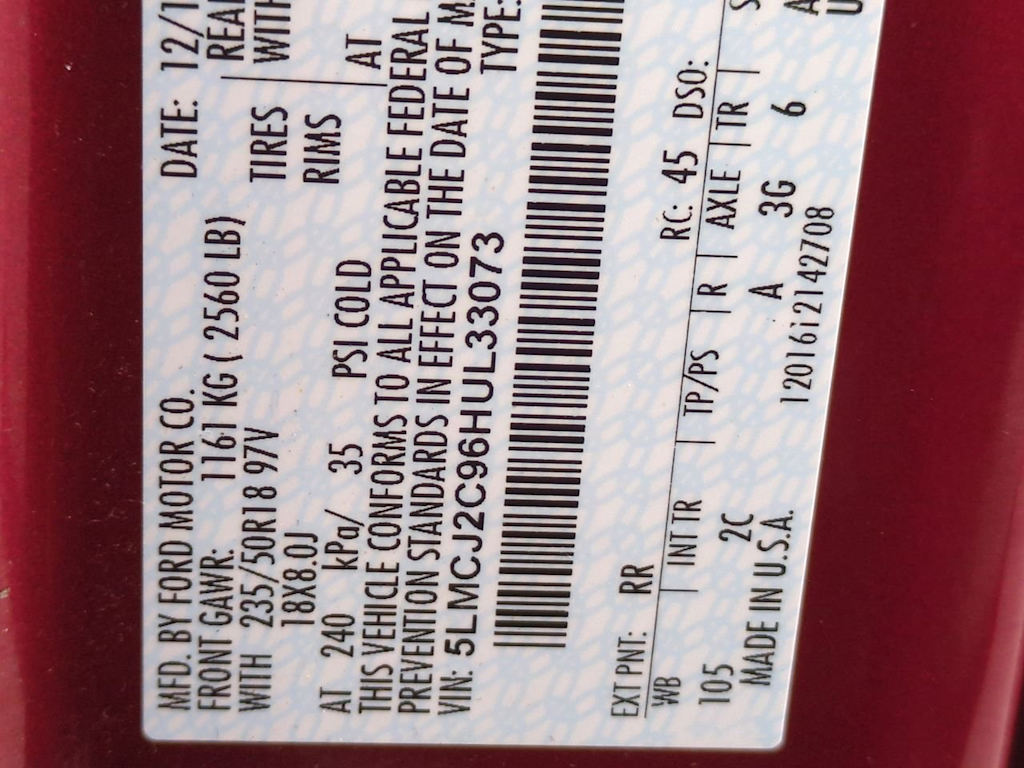 MFD. BY FORD MOTOR CO.
DATE: 12/1
FRONT GAWR: 1161 KG ( 2560 LB)
REAR
WITH 235/50R18 97V TIRES WITH
18X8.0J RIMS
AT 240 kPa/ 35 PSI COLD AT
THIS VEHICLE CONFORMS TO ALL APPLICABLE FEDERAL
PREVENTION STANDARDS IN EFFECT ON THE DATE OF M
VIN: 5LMCJ2C96HUL33073 TYPE:
EXT PNT: RR RC: 45 DSO:
WB INT TR TP/PS R AXLE TR S
105 2C A 3G 6 A
MADE IN U.S.A. 12016i2142708 U